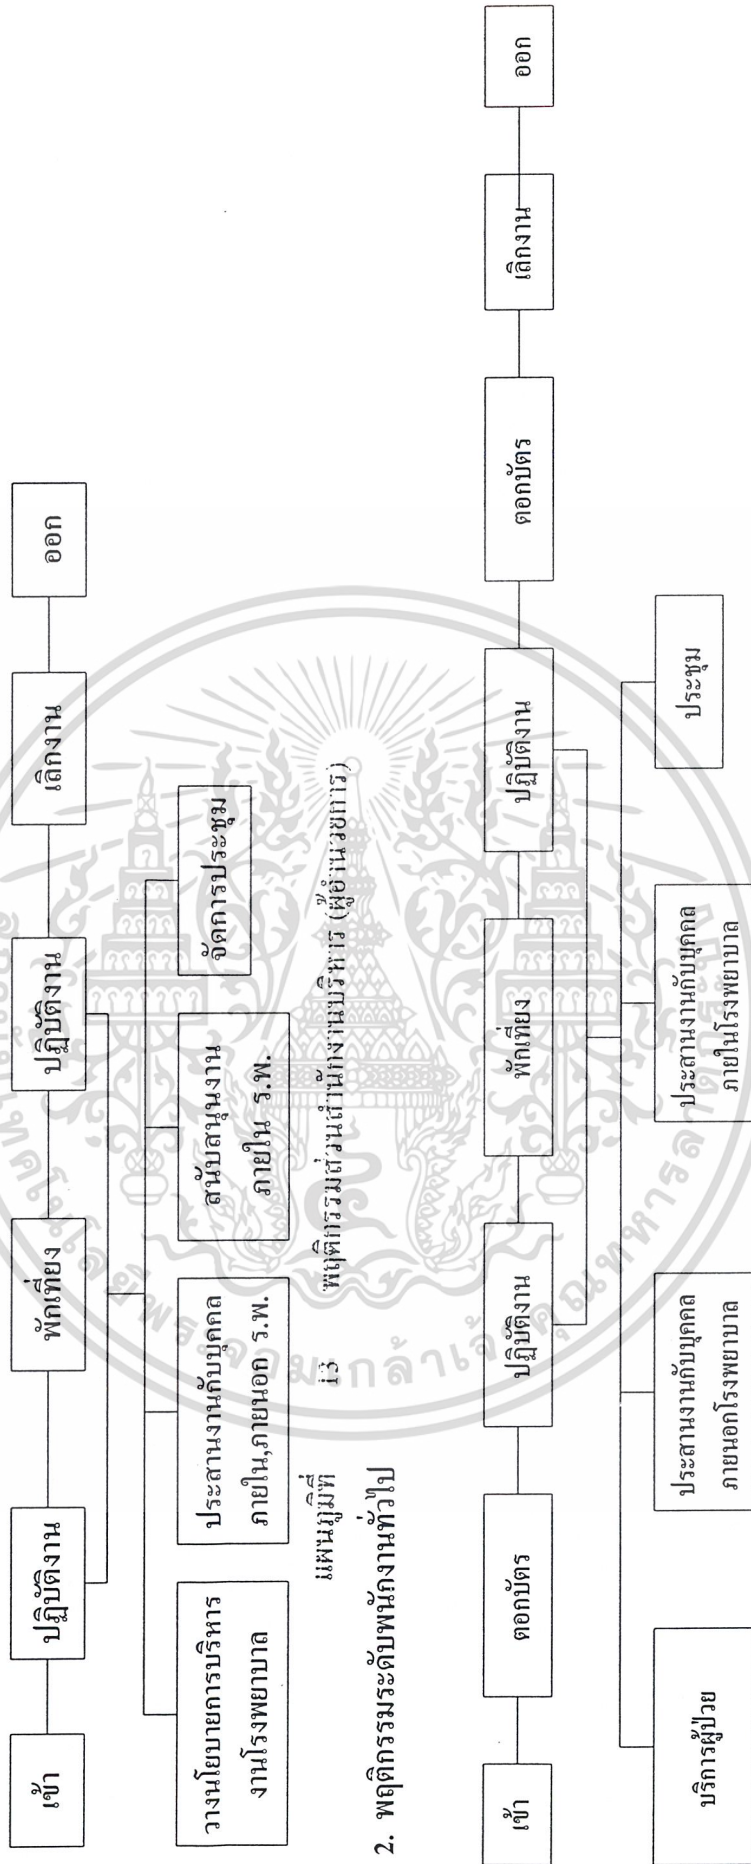 เข้า
ปฏิบัติงาน
พักเที่ยง
ปฏิบัติงาน
เลิกงาน
ออก
วางนโยบายการบริหาร
งานโรงพยาบาล
ประสานงานกับบุคคล
ภายใน,ภายนอก ร.พ.
สนับสนุนงาน
ภายใน ร.พ.
จัดการประชุม
แผนภูมิที่ 13 พฤติกรรมส่วนสำนักงานบริหาร (ผู้อำนวยการ)
2. พฤติกรรมระดับพนักงานทั่วไป
เข้า
ตอกบัตร
ปฏิบัติงาน
พักเที่ยง
ปฏิบัติงาน
ตอกบัตร
เลิกงาน
ออก
บริการผู้ป่วย
ประสานงานกับบุคคล
ภายนอกโรงพยาบาล
ประสานงานกับบุคคล
ภายในโรงพยาบาล
ประชุม